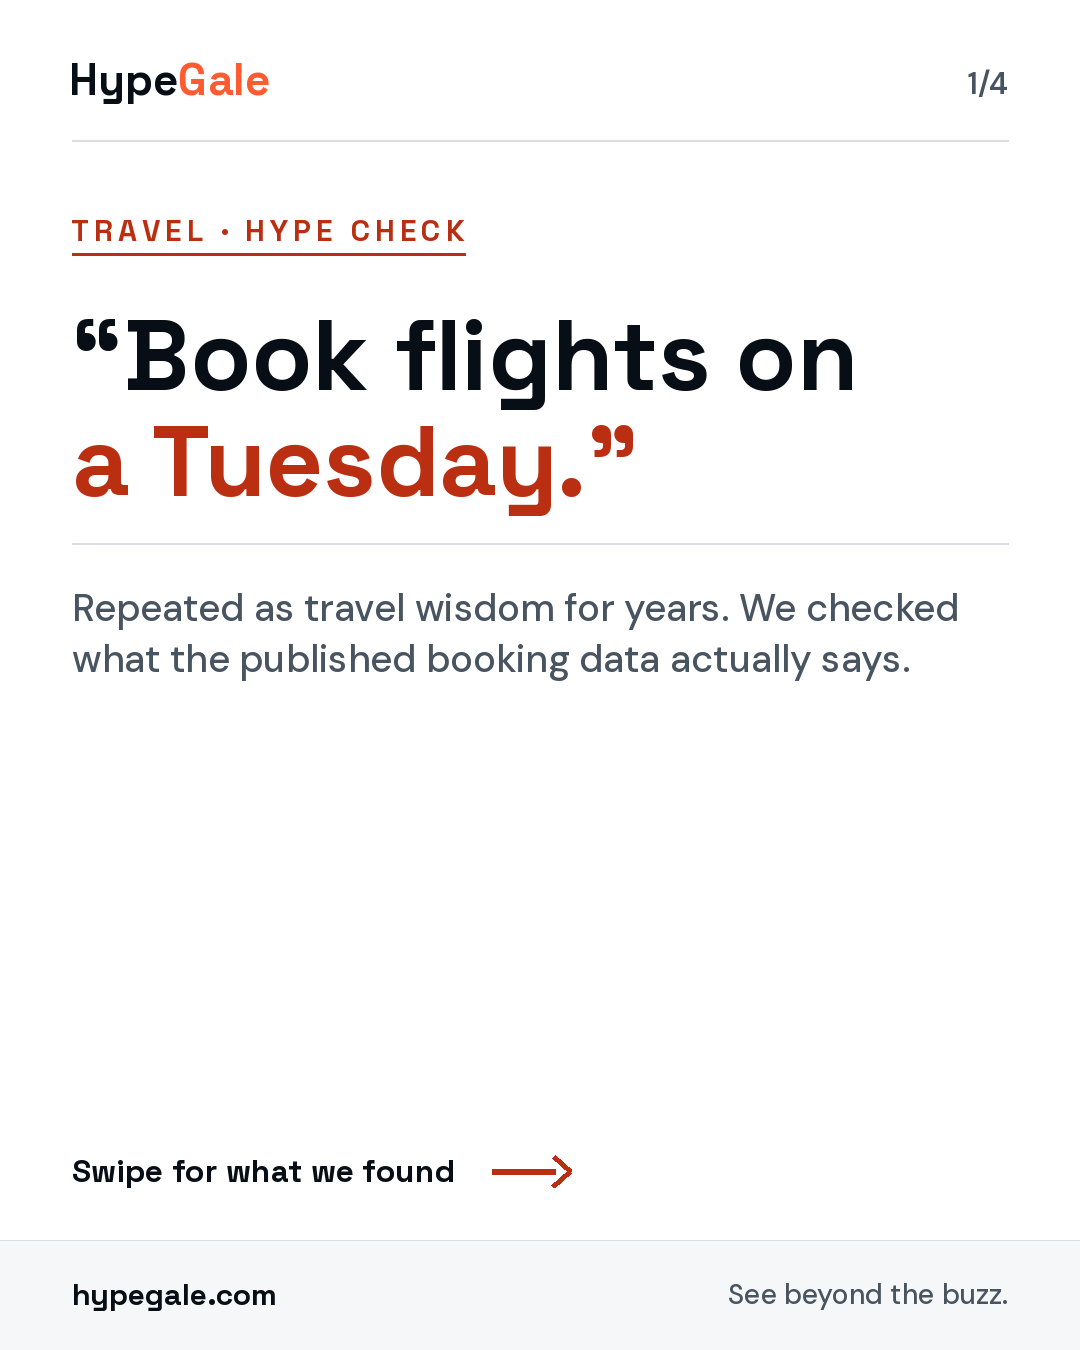 HypeGale
1/4
TRAVEL · HYPE CHECK
“Book flights on
a Tuesday.”
Repeated as travel wisdom for years. We checked
what the published booking data actually says.
Swipe for what we found
hypegale.com
See beyond the buzz.